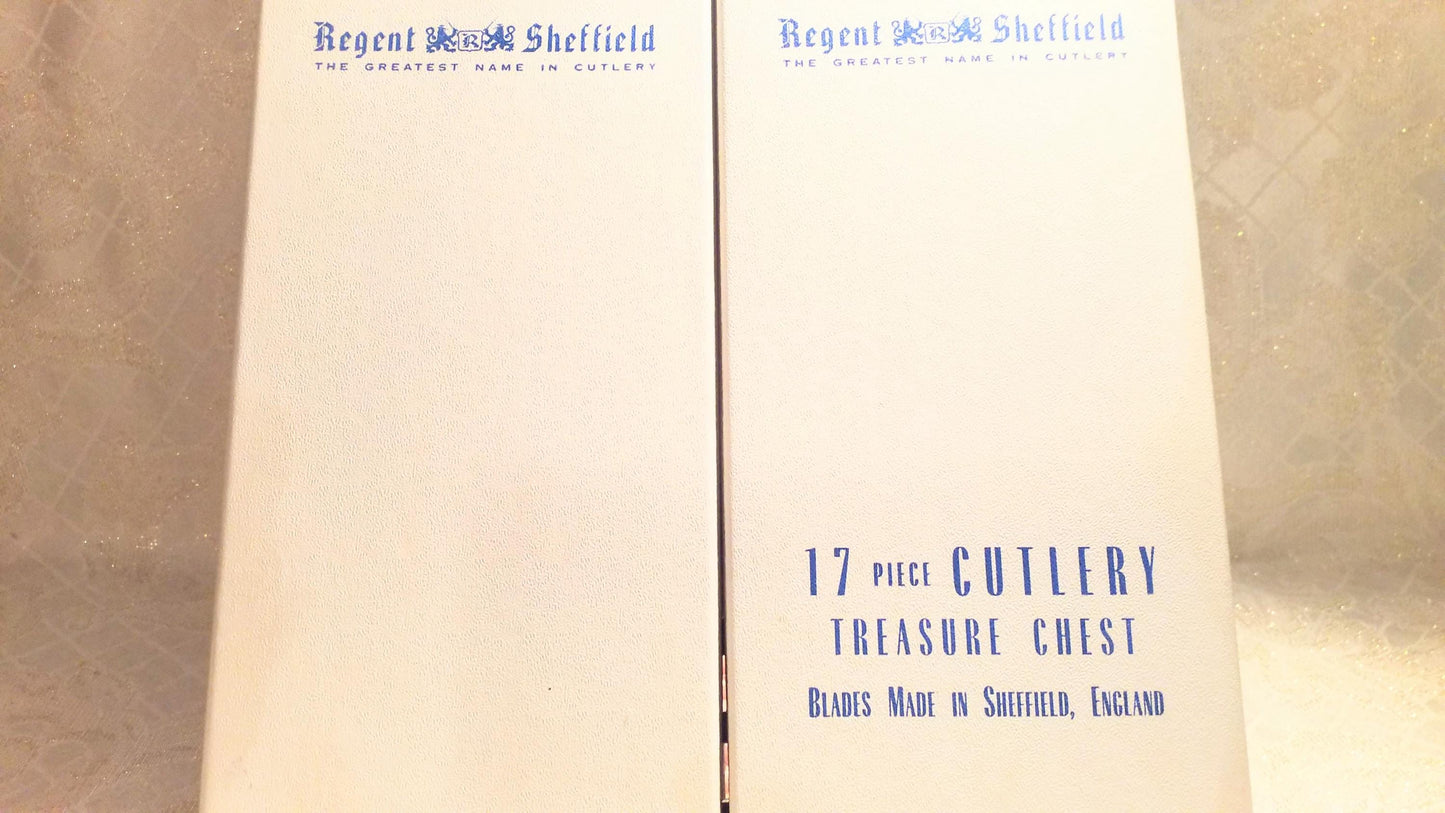 Regent R Sheffield
THE GREATEST NAME IN CUTLERY
Regent R Sheffield
THE GREATEST NAME IN CUTLERY
17 PIECE CUTLERY
TREASURE CHEST
BLADES MADE IN SHEFFIELD, ENGLAND